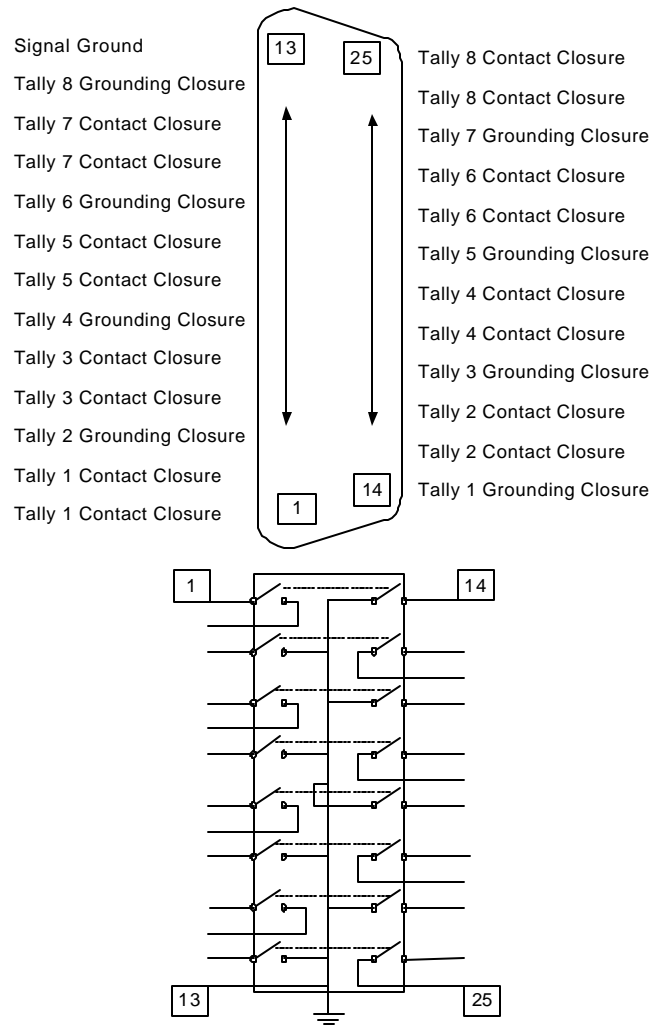 Signal Ground
Tally 8 Grounding Closure
Tally 7 Contact Closure
Tally 7 Contact Closure
Tally 6 Grounding Closure
Tally 5 Contact Closure
Tally 5 Contact Closure
Tally 4 Grounding Closure
Tally 3 Contact Closure
Tally 3 Contact Closure
Tally 2 Grounding Closure
Tally 1 Contact Closure
Tally 1 Contact Closure
13
25
1
14
Tally 8 Contact Closure
Tally 8 Contact Closure
Tally 7 Grounding Closure
Tally 6 Contact Closure
Tally 6 Contact Closure
Tally 5 Grounding Closure
Tally 4 Contact Closure
Tally 4 Contact Closure
Tally 3 Grounding Closure
Tally 2 Contact Closure
Tally 2 Contact Closure
Tally 1 Grounding Closure
1
14
13
25